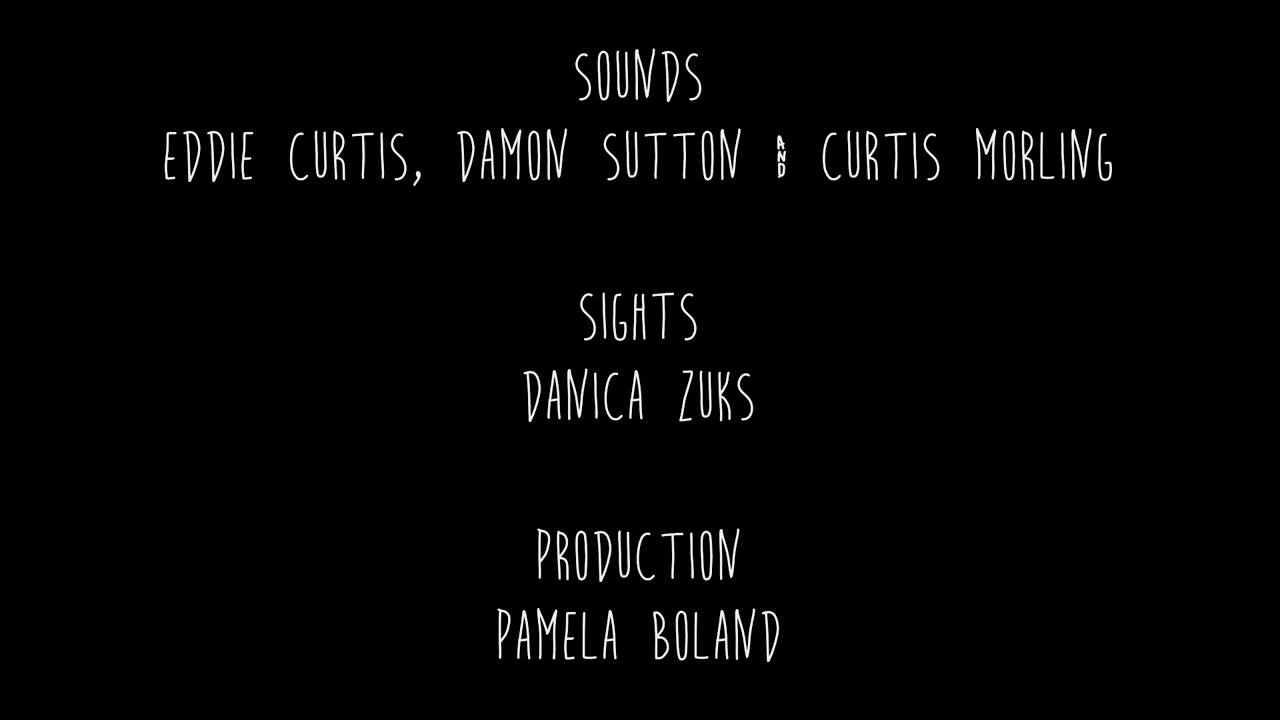 SOUNDS
EDDIE CURTIS, DAMON SUTTON AND CURTIS MORLING
SIGHTS
DANICA ZUKS
PRODUCTION
PAMELA BOLAND